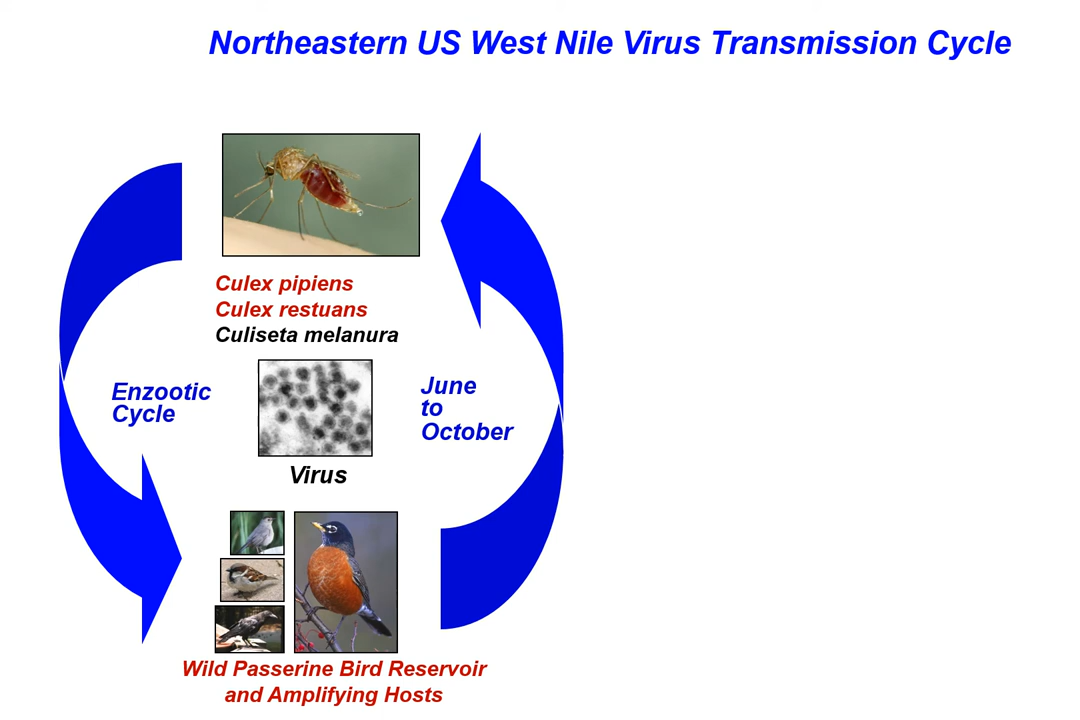 Northeastern US West Nile Virus Transmission Cycle
Culex pipiens
Culex restuans
Culiseta melanura
Enzootic
Cycle
June
to
October
Virus
Wild Passerine Bird Reservoir
and Amplifying Hosts